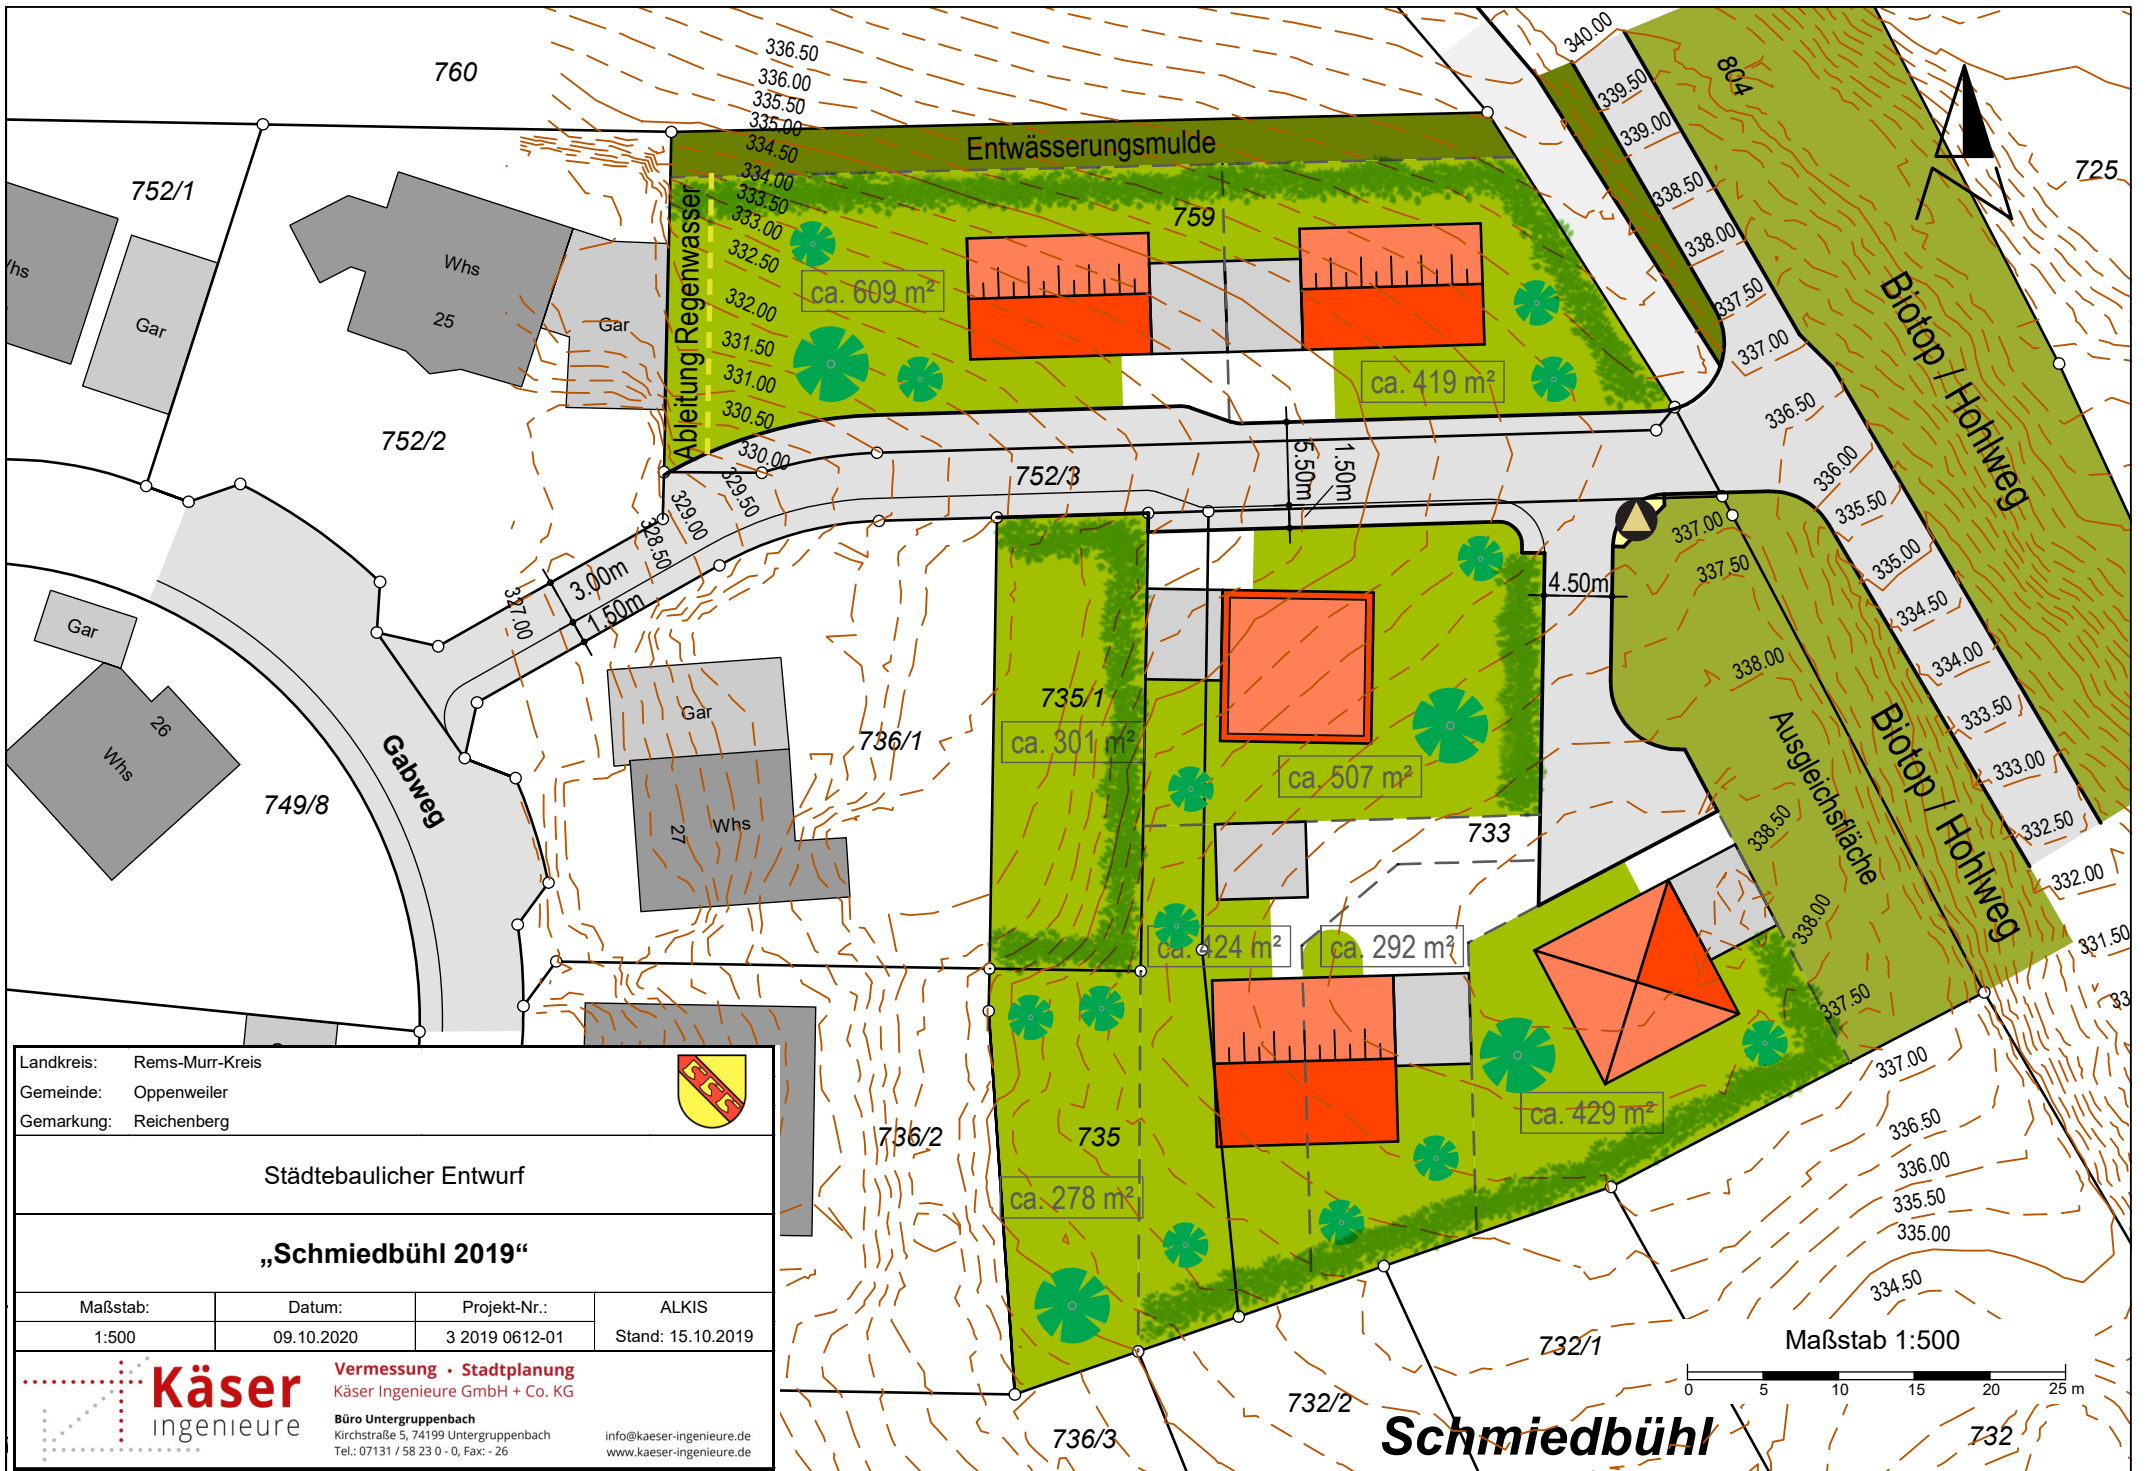 760
336.50
336.00
335.50
335.00
334.50
334.00
333.50
333.00
332.50
332.00
331.50
331.00
330.50
330.00
329.50
329.00
328.50
327.00
Entwässerungsmulde
Ableitung Regenwasser
340.00
339.50
339.00
338.50
338.00
337.50
337.00
336.50
336.00
335.50
335.00
334.50
334.00
333.50
333.00
332.50
332.00
331.50
804
725
Biotop / Hohlweg
Biotop / Hohlweg
Ausgleichsfläche
752/1
Whs
25
Gar
Gar
752/2
759
ca. 609 m²
ca. 419 m²
752/3
5.50m
1.50m
3.00m
1.50m
4.50m
337.00
337.50
338.00
338.50
338.00
337.50
337.00
336.50
336.00
335.50
335.00
334.50
Gar
26
Whs
749/8
Gabweg
Gar
27
Whs
736/1
735/1
ca. 301 m²
ca. 507 m²
733
ca. 424 m²
ca. 292 m²
ca. 429 m²
736/2
735
ca. 278 m²
732/1
732/2
736/3
732
Schmiedbühl
Maßstab 1:500
0 5 10 15 20 25 m
Landkreis: Rems-Murr-Kreis
Gemeinde: Oppenweiler
Gemarkung: Reichenberg
Städtebaulicher Entwurf
„Schmiedbühl 2019“
Maßstab: Datum: Projekt-Nr.: ALKIS
1:500 09.10.2020 3 2019 0612-01 Stand: 15.10.2019
Käser
ingenieure
Vermessung · Stadtplanung
Käser Ingenieure GmbH + Co. KG
Büro Untergruppenbach
Kirchstraße 5, 74199 Untergruppenbach
Tel.: 07131 / 58 23 0 - 0, Fax: - 26
info@kaeser-ingenieure.de
www.kaeser-ingenieure.de